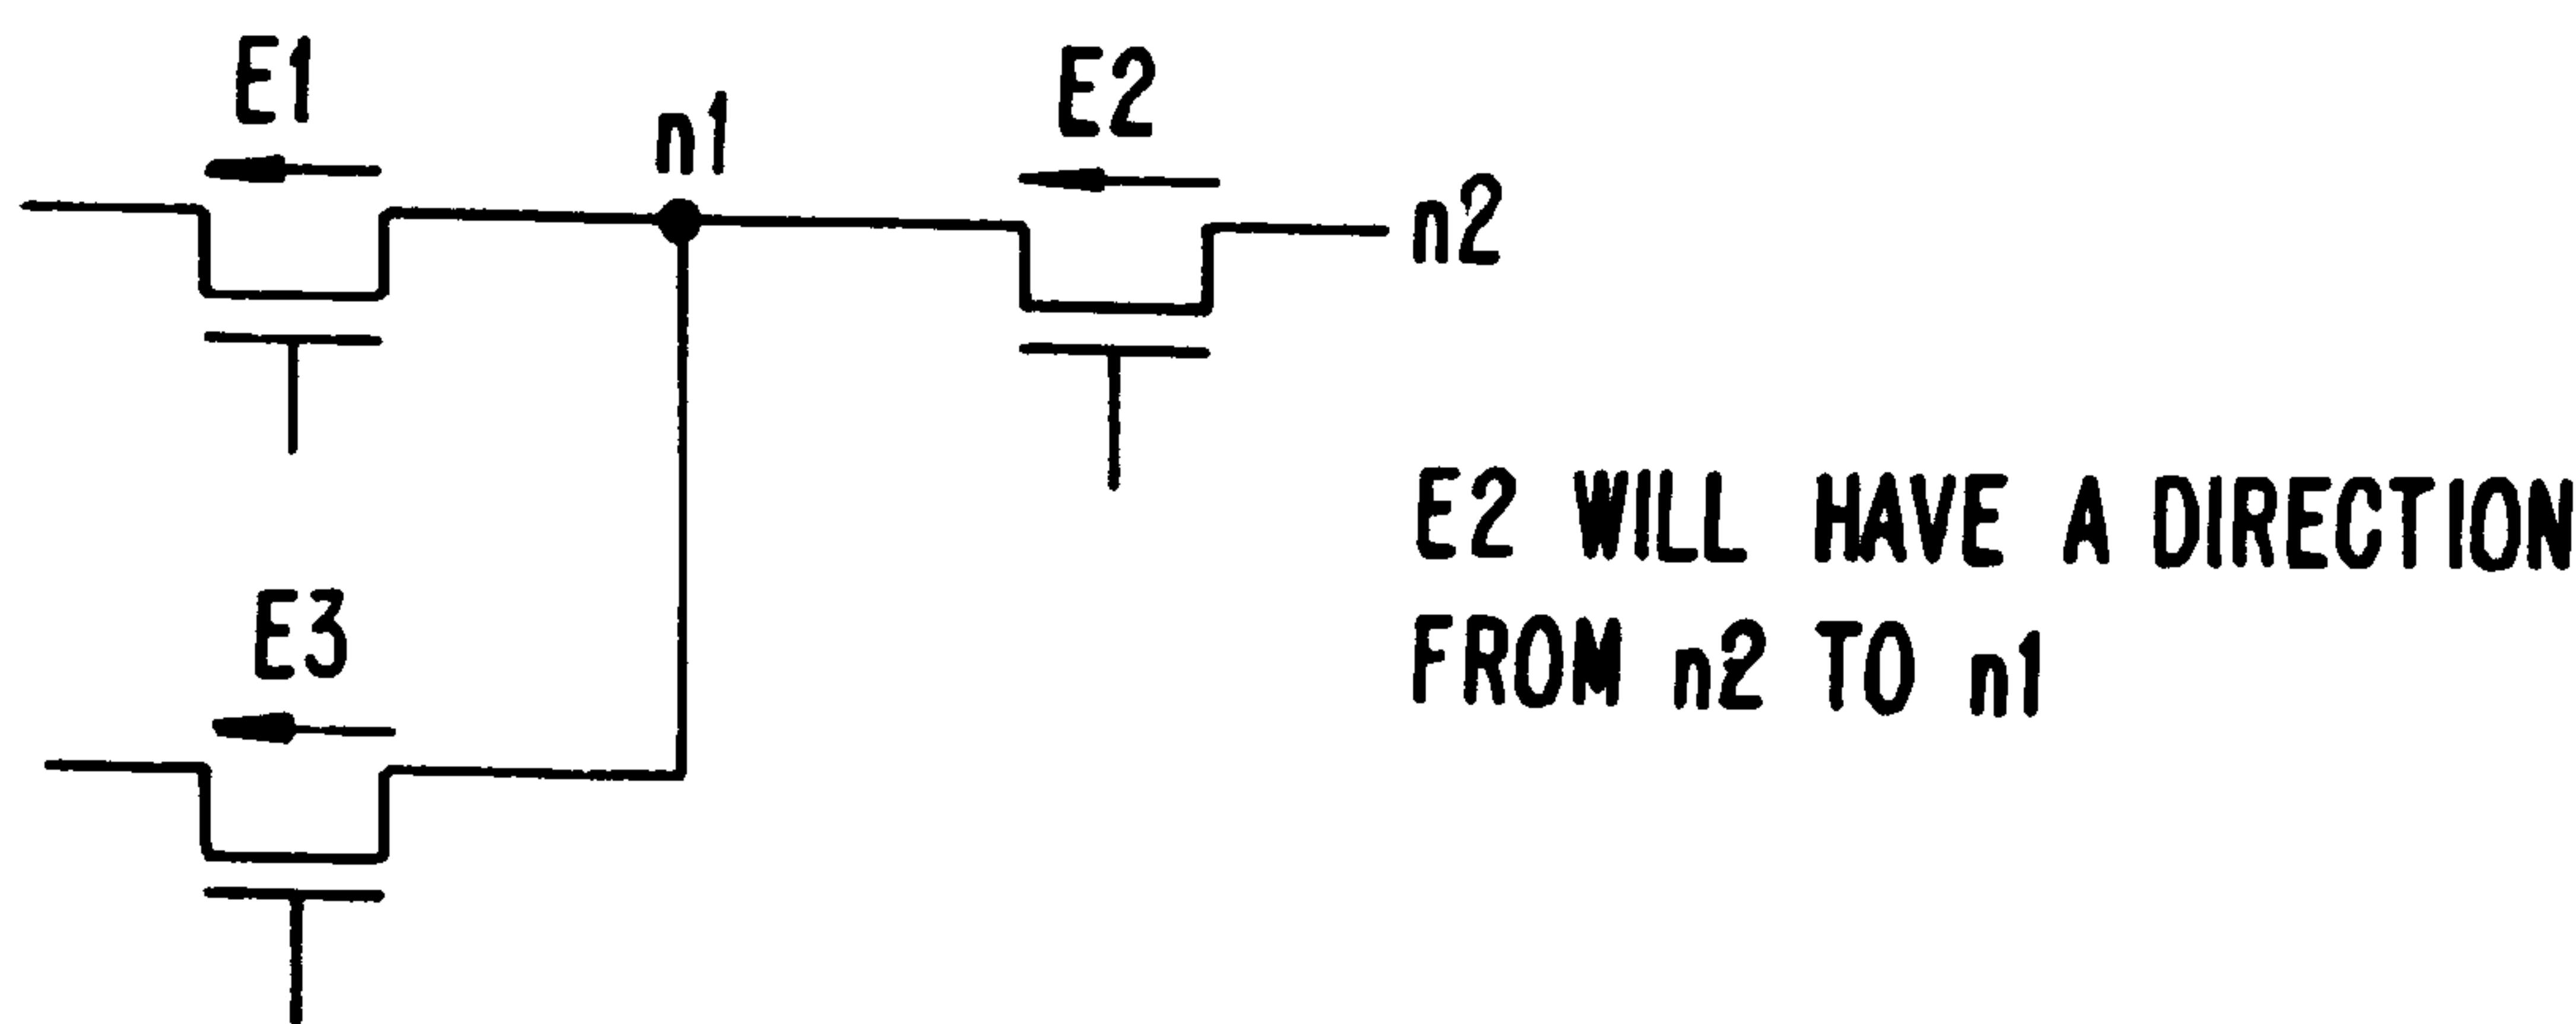 E1
n1
E2
n2
E3
E2 WILL HAVE A DIRECTION
FROM n2 TO n1